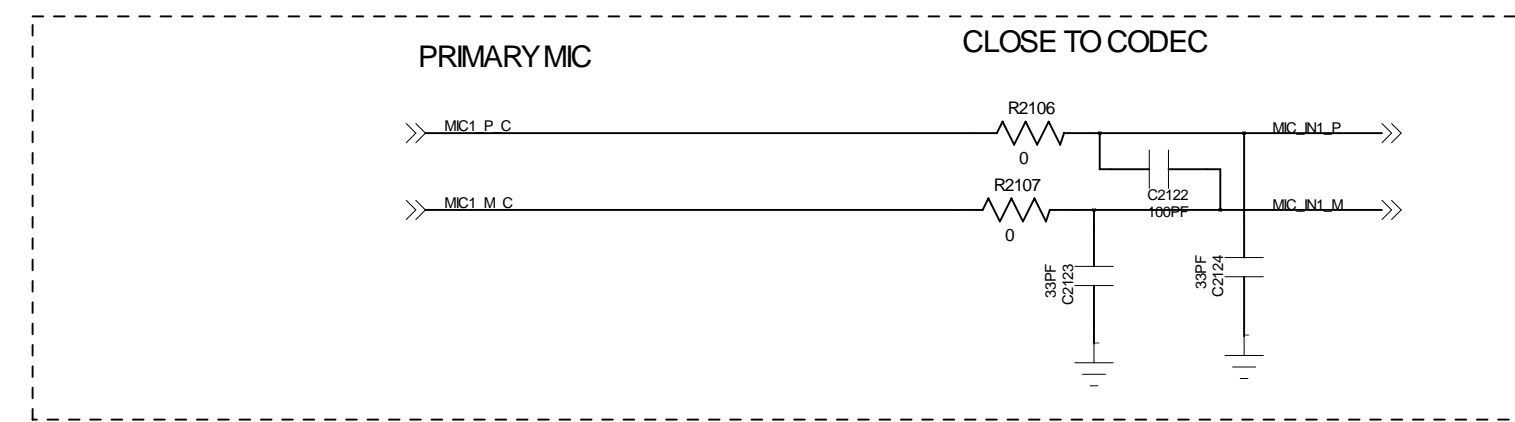 PRIMARY MIC
CLOSE TO CODEC
R2106
MIC1_P_C
MIC_IN1_P
0
R2107
C2122
MIC1_M_C
100PF
MIC_IN1_M
0
33PF
C2123
33PF
C2124